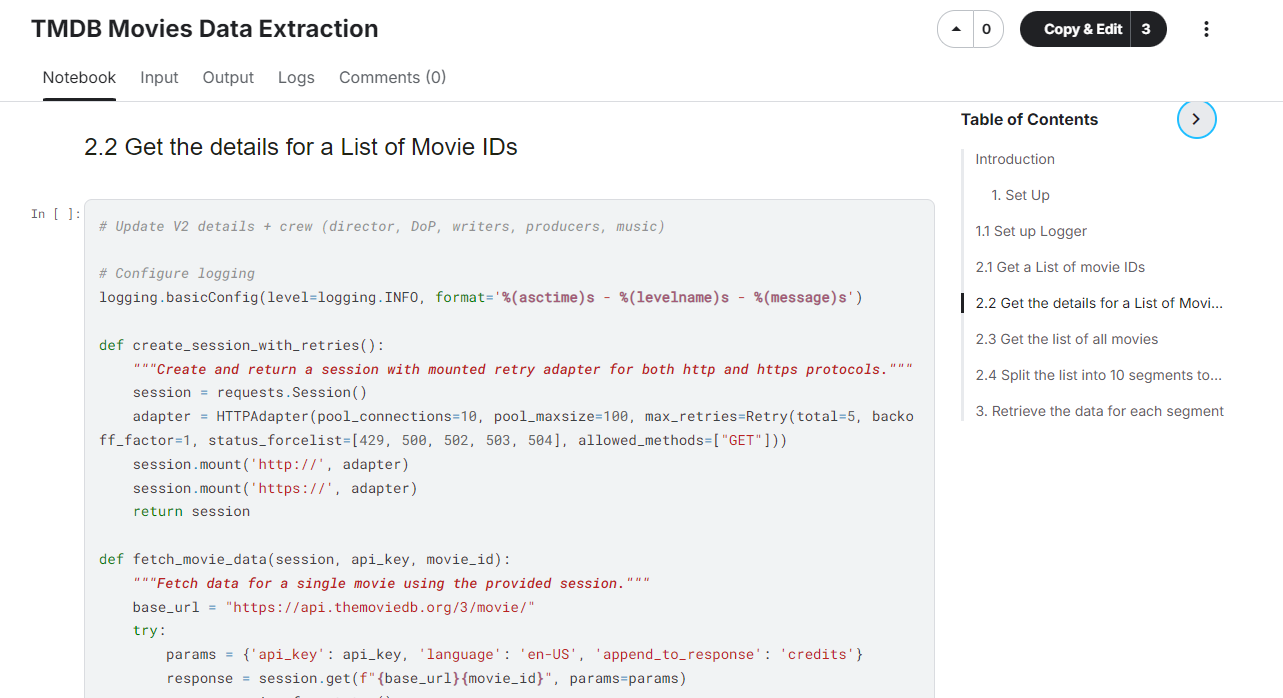 TMDB Movies Data Extraction
0
Copy & Edit 3
Notebook Input Output Logs Comments (0)
2.2 Get the details for a List of Movie IDs
In [ ]:
# Update V2 details + crew (director, DoP, writers, producers, music)
# Configure logging
logging.basicConfig(level=logging.INFO, format='%(asctime)s - %(levelname)s - %(message)s')
def create_session_with_retries():
    """Create and return a session with mounted retry adapter for both http and https protocols."""
    session = requests.Session()
    adapter = HTTPAdapter(pool_connections=10, pool_maxsize=100, max_retries=Retry(total=5, backo
ff_factor=1, status_forcelist=[429, 500, 502, 503, 504], allowed_methods=["GET"]))
    session.mount('http://', adapter)
    session.mount('https://', adapter)
    return session
def fetch_movie_data(session, api_key, movie_id):
    """Fetch data for a single movie using the provided session."""
    base_url = "https://api.themoviedb.org/3/movie/"
    try:
        params = {'api_key': api_key, 'language': 'en-US', 'append_to_response': 'credits'}
        response = session.get(f"{base_url}{movie_id}", params=params)
Table of Contents
Introduction
1. Set Up
1.1 Set up Logger
2.1 Get a List of movie IDs
2.2 Get the details for a List of Movi...
2.3 Get the list of all movies
2.4 Split the list into 10 segments to...
3. Retrieve the data for each segment